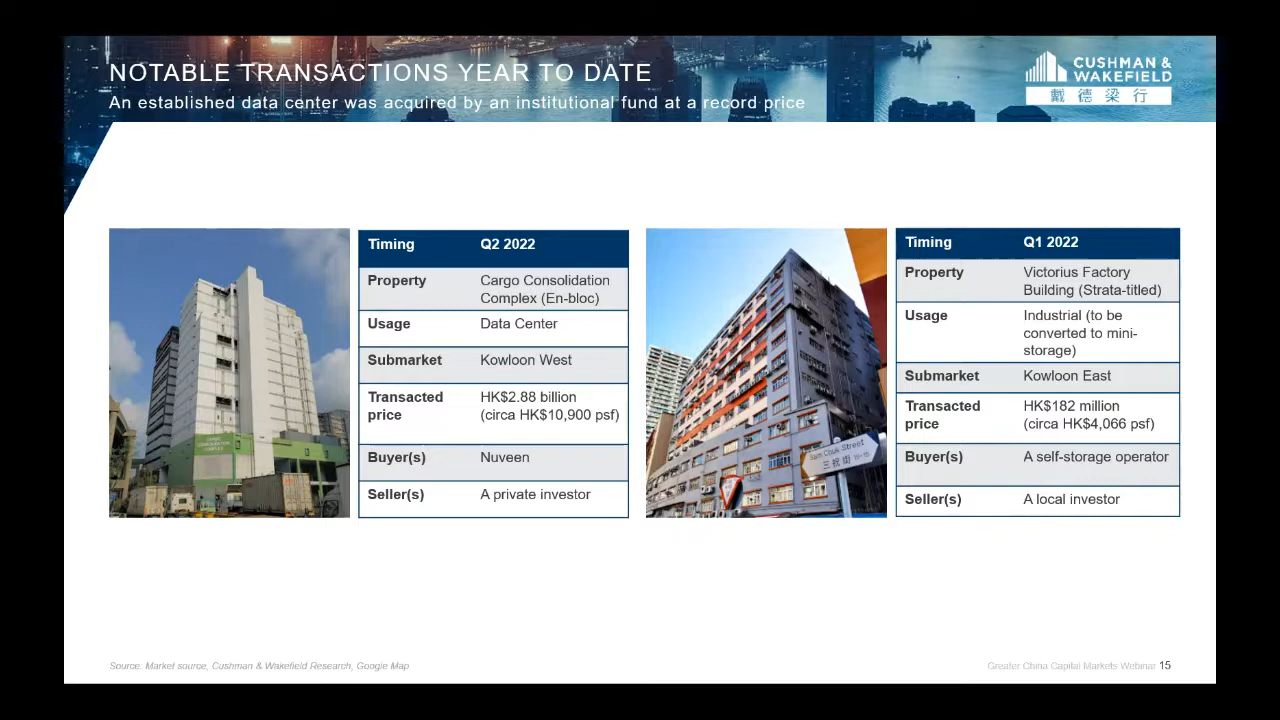 NOTABLE TRANSACTIONS YEAR TO DATE
An established data center was acquired by an institutional fund at a record price
CUSHMAN &
WAKEFIELD
戴德梁行
Timing Q2 2022
Property Cargo Consolidation
Complex (En-bloc)
Usage Data Center
Submarket Kowloon West
Transacted HK$2.88 billion
price (circa HK$10,900 psf)
Buyer(s) Nuveen
Seller(s) A private investor
CARGO
CONSOLIDATION
COMPLEX
Timing Q1 2022
Property Victorius Factory
Building (Strata-titled)
Usage Industrial (to be
converted to mini-
storage)
Submarket Kowloon East
Transacted HK$182 million
price (circa HK$4,066 psf)
Buyer(s) A self-storage operator
Seller(s) A local investor
Sam Chuk Street
三祝街
Source: Market source, Cushman & Wakefield Research, Google Map
Greater China Capital Markets Webinar 15